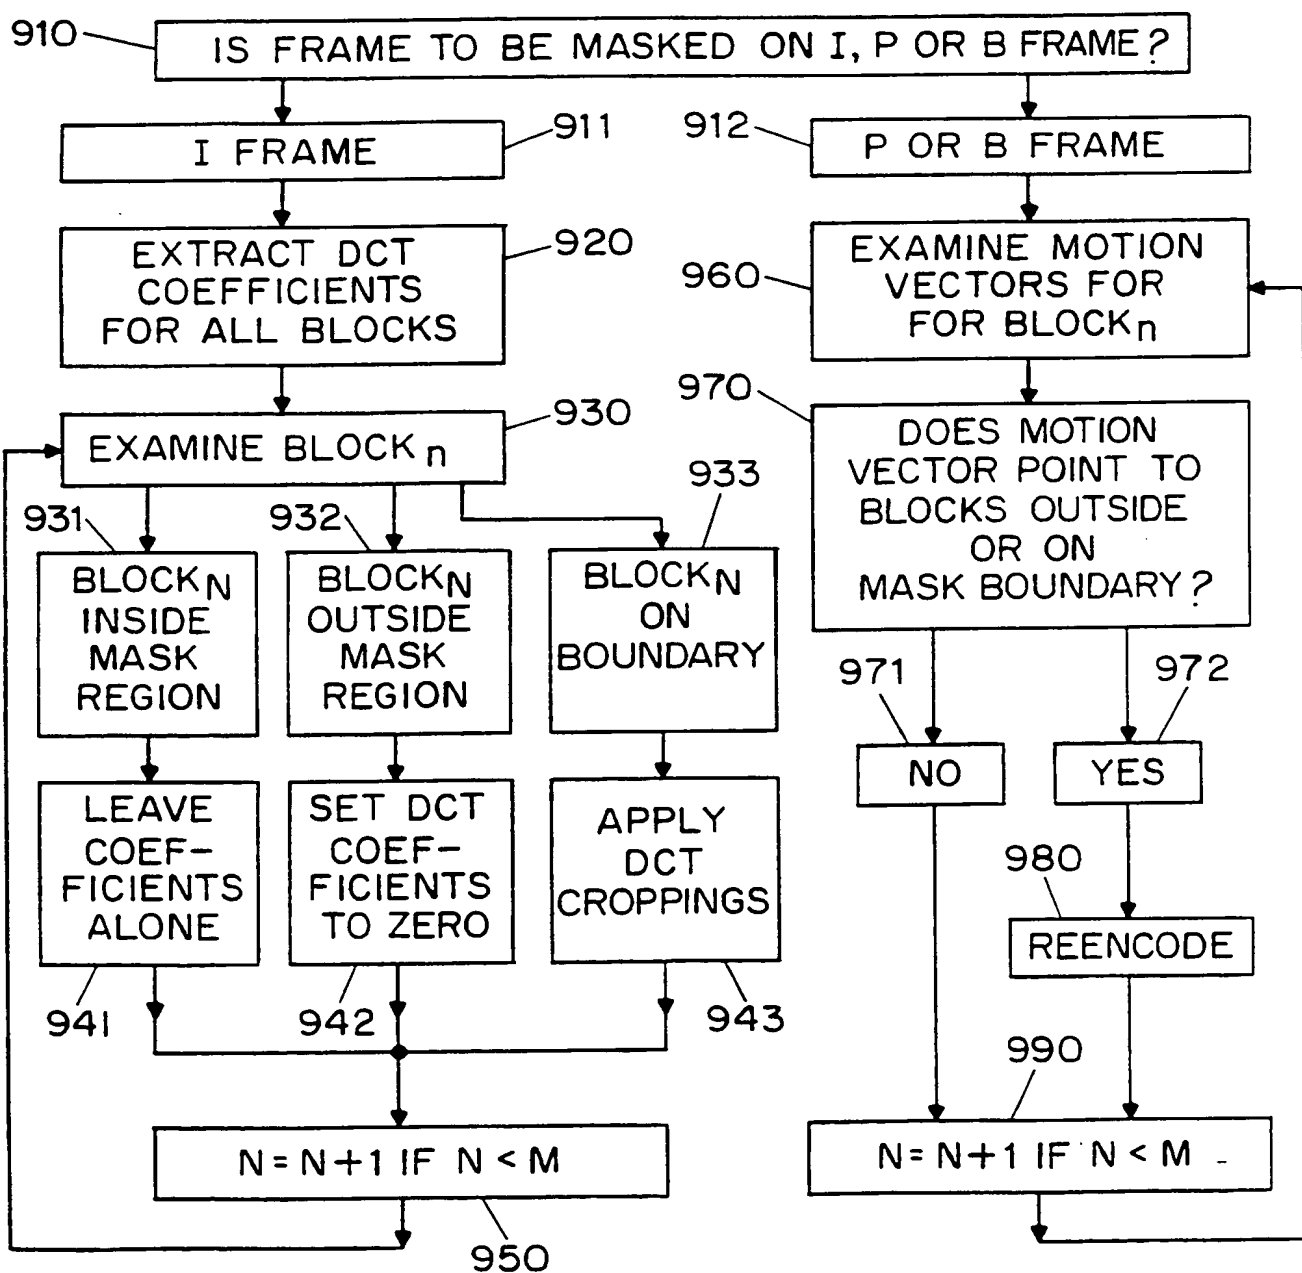 910
IS FRAME TO BE MASKED ON I, P OR B FRAME?
911
I FRAME
912
P OR B FRAME
920
EXTRACT DCT
COEFFICIENTS
FOR ALL BLOCKS
960
EXAMINE MOTION
VECTORS FOR
FOR BLOCKn
930
EXAMINE BLOCKn
970
DOES MOTION
VECTOR POINT TO
BLOCKS OUTSIDE
OR ON
MASK BOUNDARY?
931
BLOCKN
INSIDE
MASK
REGION
932
BLOCKN
OUTSIDE
MASK
REGION
933
BLOCKN
ON
BOUNDARY
971
NO
972
YES
LEAVE
COEF-
FICIENTS
ALONE
941
SET DCT
COEF-
FICIENTS
TO ZERO
942
APPLY
DCT
CROPPINGS
943
980
REENCODE
990
N=N+1 IF N<M
950
N=N+1 IF N<M